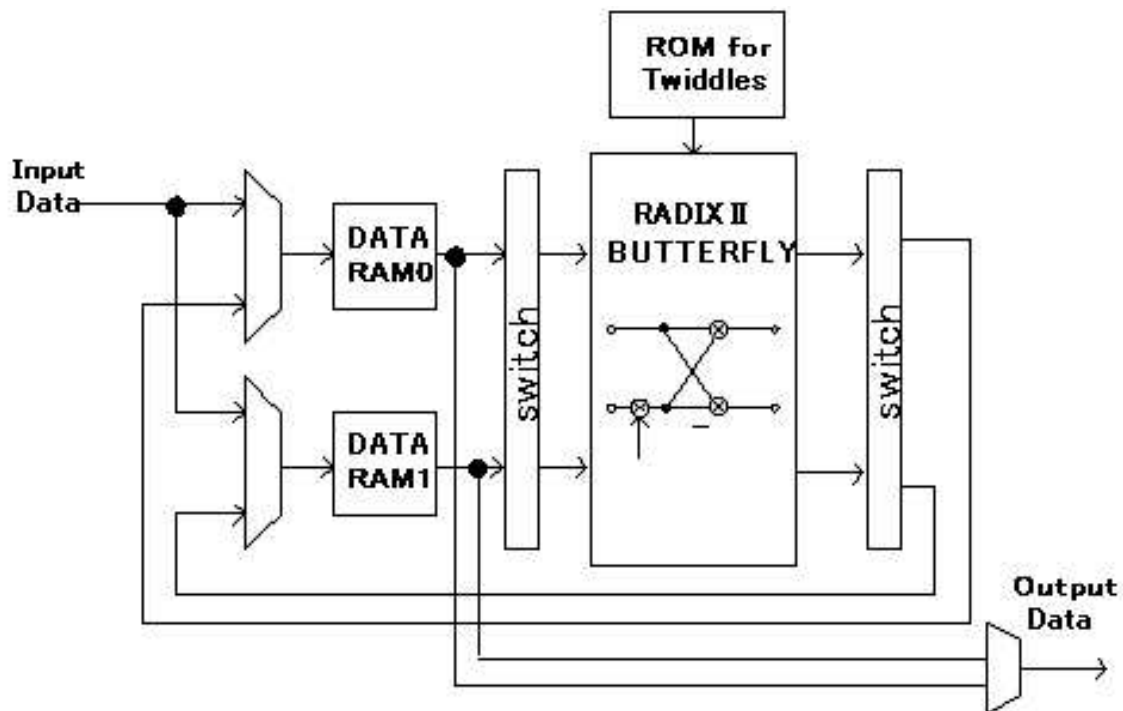 ROM for
Twiddles
Input
Data
DATA
RAM0
switch
RADIX II
BUTTERFLY
switch
DATA
RAM1
Output
Data